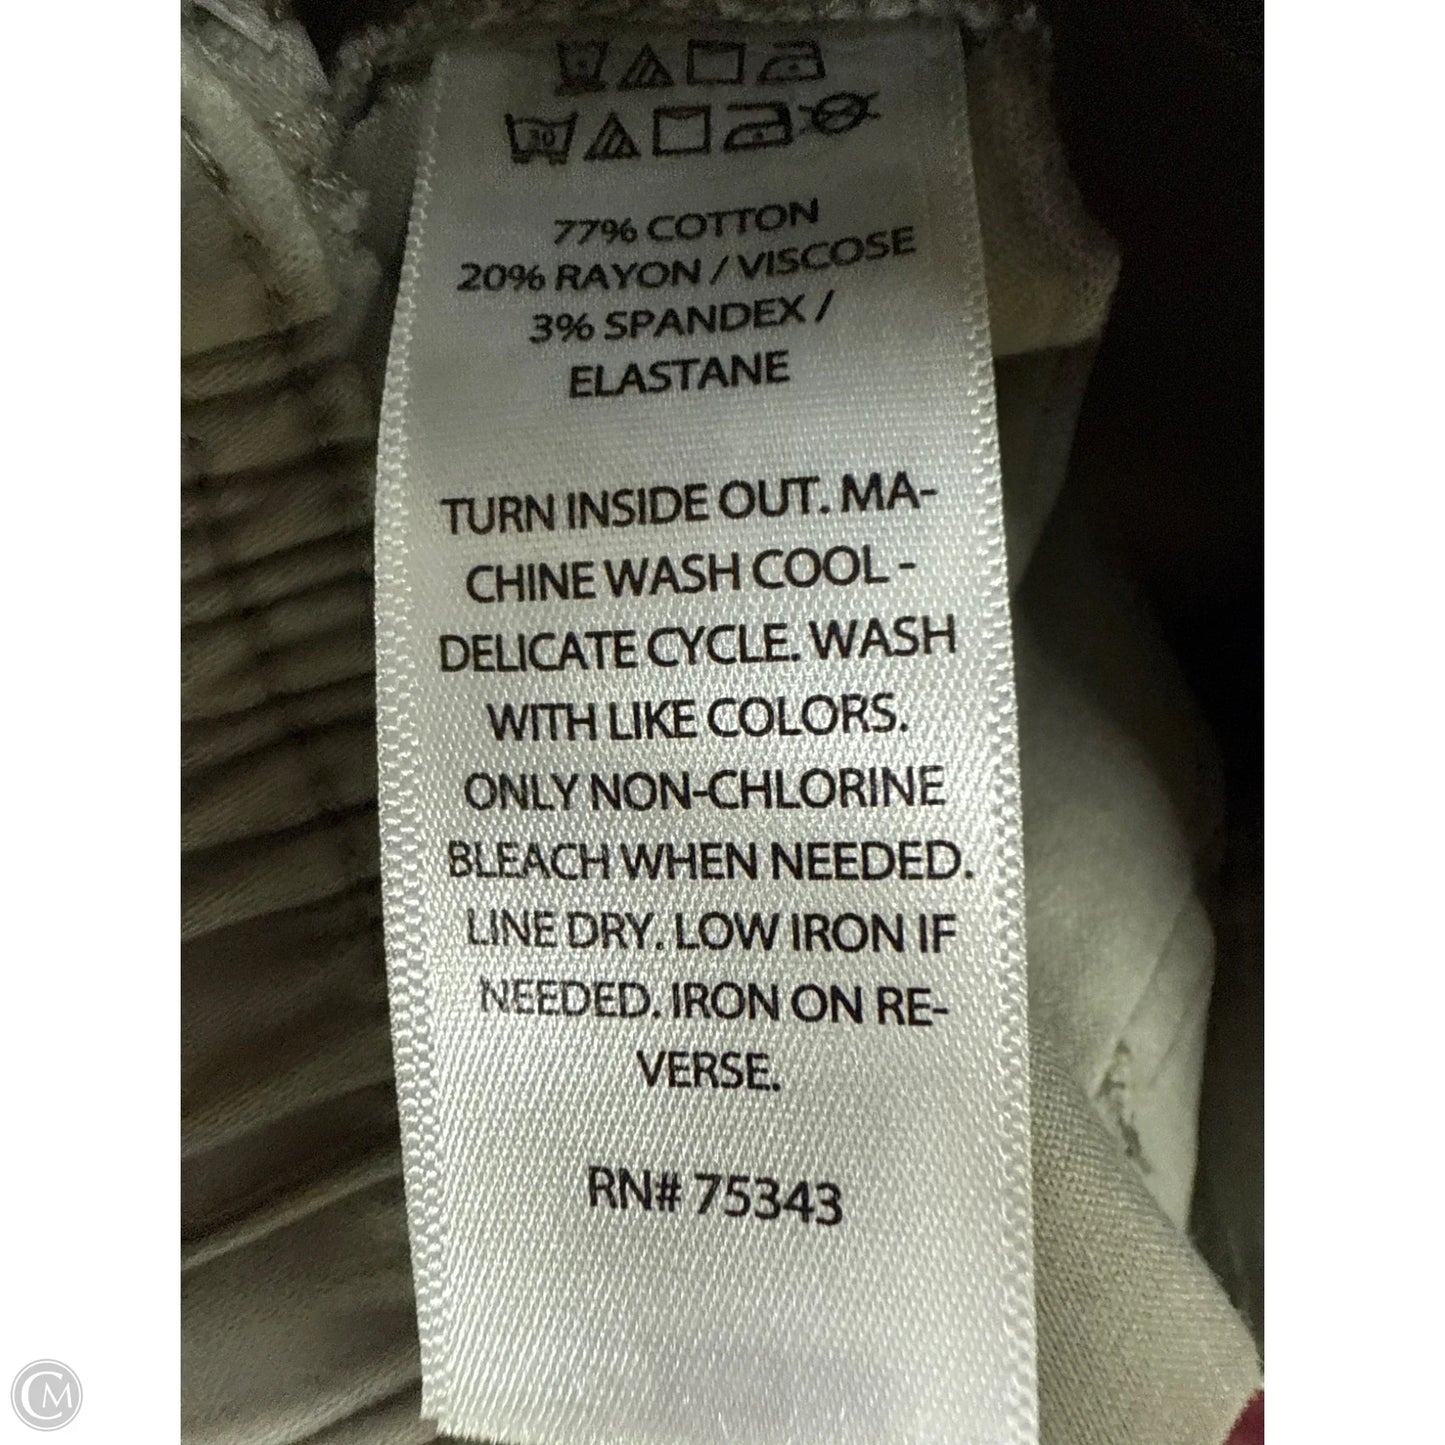 30
77% COTTON
20% RAYON / VISCOSE
3% SPANDEX /
ELASTANE
TURN INSIDE OUT. MA-
CHINE WASH COOL -
DELICATE CYCLE. WASH
WITH LIKE COLORS.
ONLY NON-CHLORINE
BLEACH WHEN NEEDED.
LINE DRY. LOW IRON IF
NEEDED. IRON ON RE-
VERSE.
RN# 75343
CM